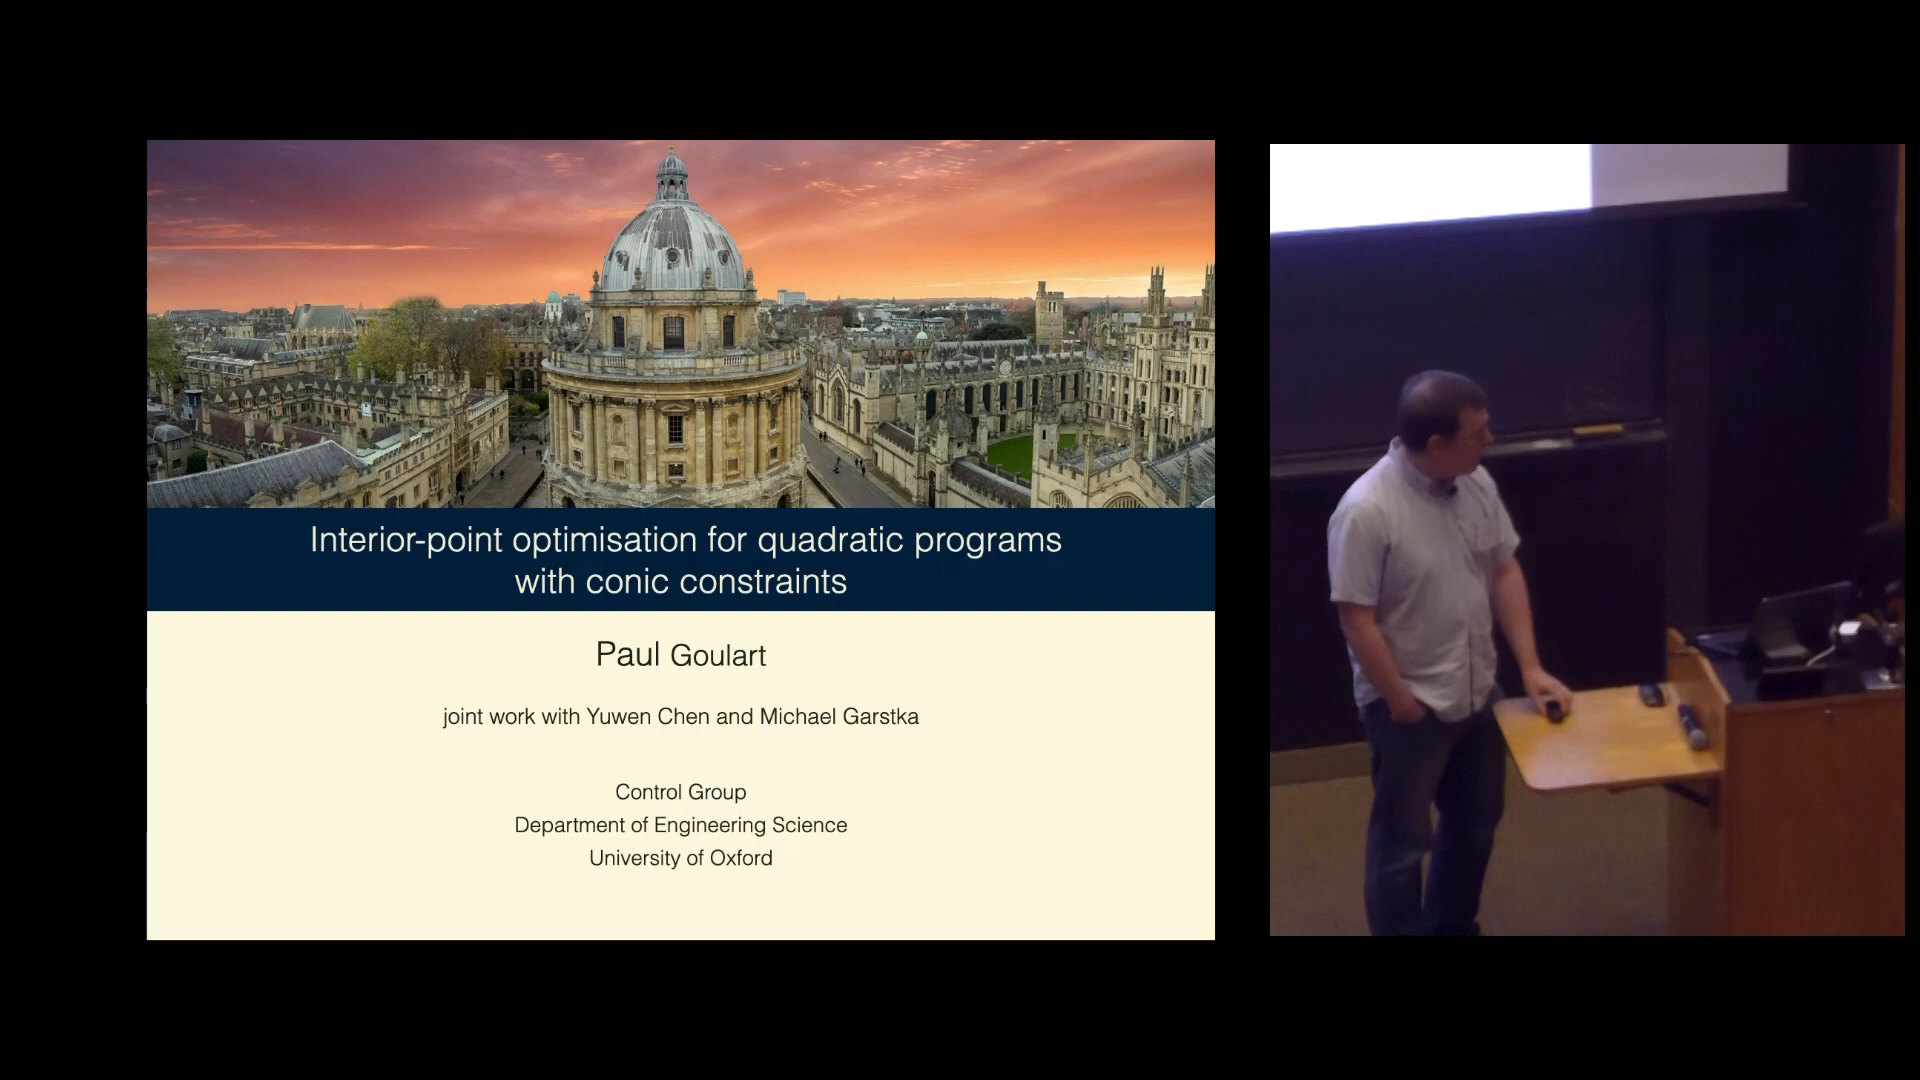 Interior-point optimisation for quadratic programs
with conic constraints
Paul Goulart
joint work with Yuwen Chen and Michael Garstka
Control Group
Department of Engineering Science
University of Oxford